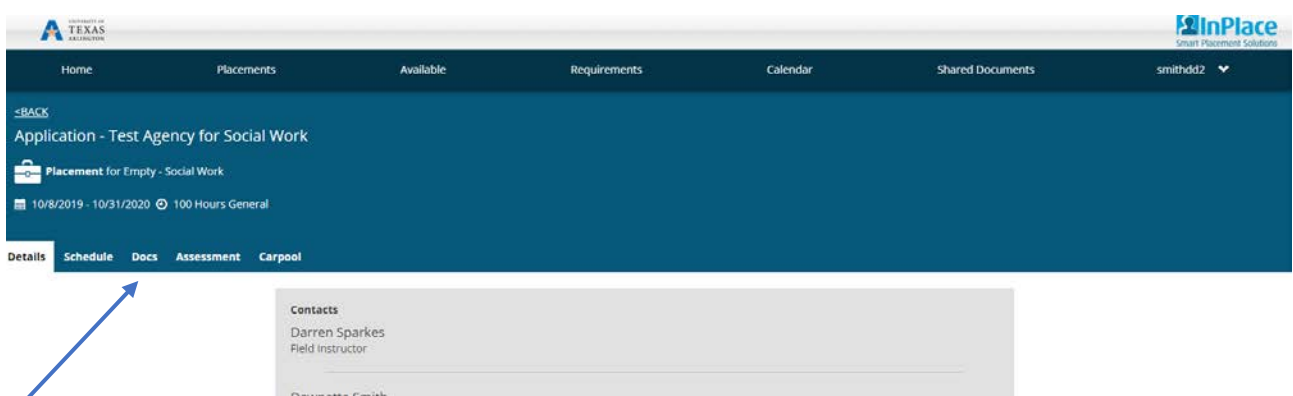 UNIVERSITY OF
TEXAS
ARLINGTON
InPlace
Smart Placement Solutions
Home Placements Available Requirements Calendar Shared Documents smithdd2
<BACK
Application - Test Agency for Social Work
Placement for Empty - Social Work
10/8/2019 - 10/31/2020 100 Hours General
Details Schedule Docs Assessment Carpool
Contacts
Darren Sparkes
Field Instructor
Smith